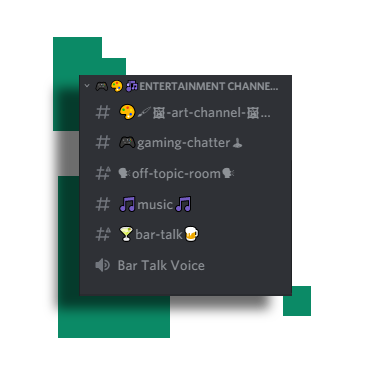 🎮🎨🎶ENTERTAINMENT CHANNE...
# 🎨🖌🖼-art-channel-🖼...
# 🎮gaming-chatter🕹
# 🗣off-topic-room🗣
# 🎵music🎵
# 🍸bar-talk🍺
Bar Talk Voice